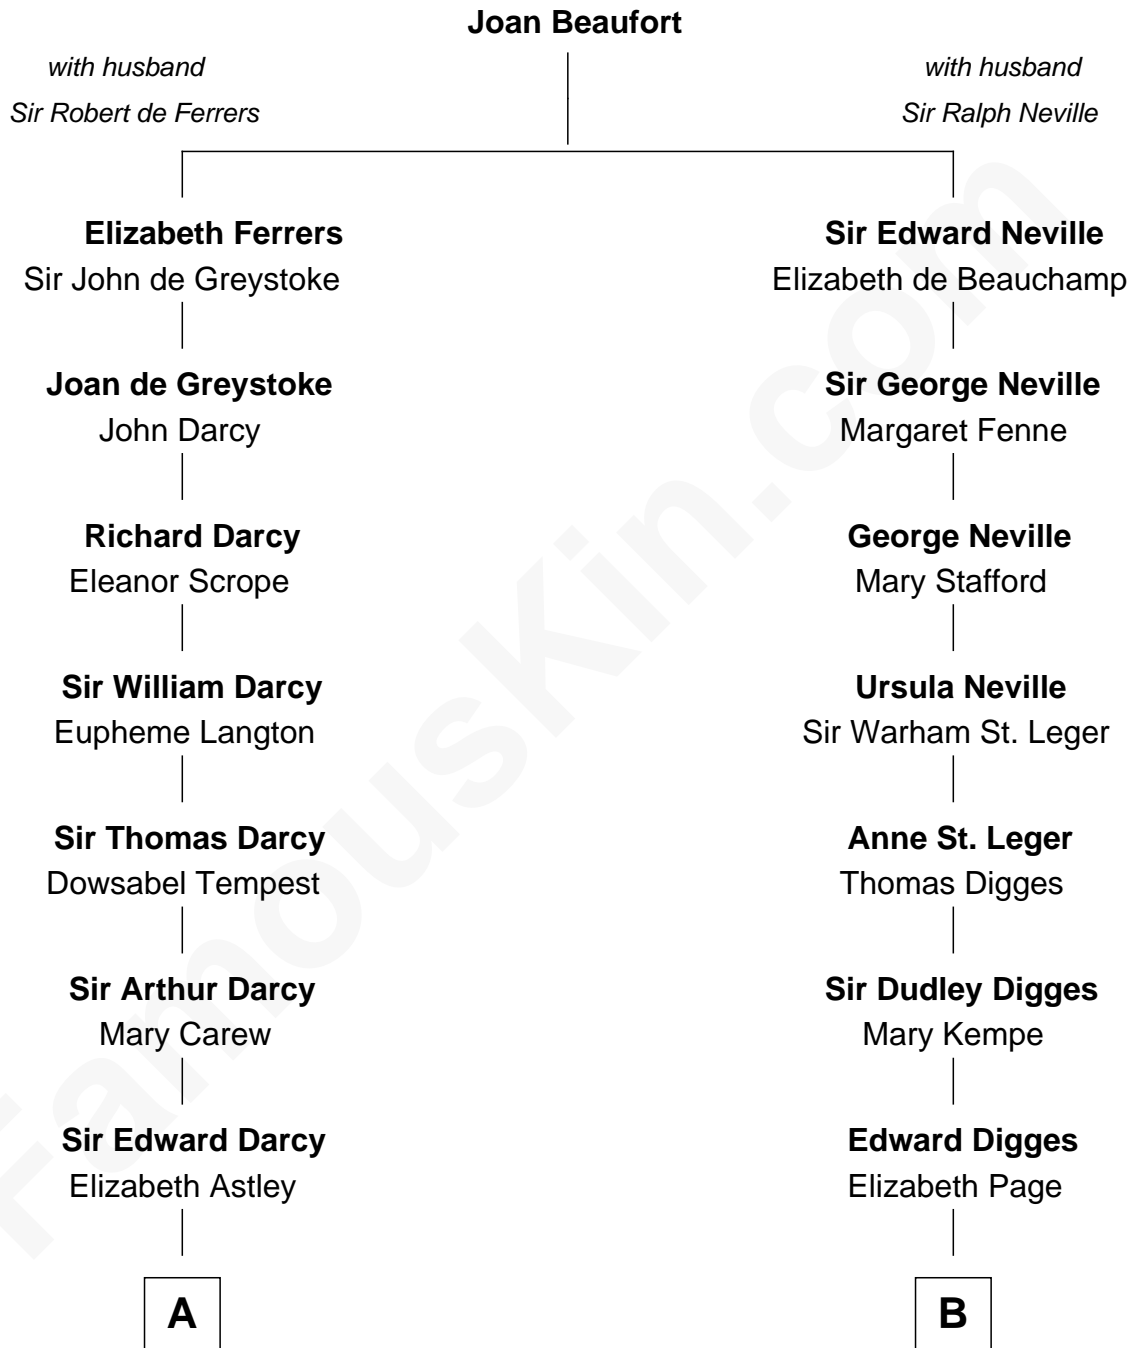 Joan Beaufort
with husband
Sir Robert de Ferrers
with husband
Sir Ralph Neville
Elizabeth Ferrers
Sir John de Greystoke
Sir Edward Neville
Elizabeth de Beauchamp
Joan de Greystoke
John Darcy
Sir George Neville
Margaret Fenne
Richard Darcy
Eleanor Scrope
George Neville
Mary Stafford
Sir William Darcy
Eupheme Langton
Ursula Neville
Sir Warham St. Leger
Sir Thomas Darcy
Dowsabel Tempest
Anne St. Leger
Thomas Digges
Sir Arthur Darcy
Mary Carew
Sir Dudley Digges
Mary Kempe
Sir Edward Darcy
Elizabeth Astley
Edward Digges
Elizabeth Page
A
B
FamousKin.com